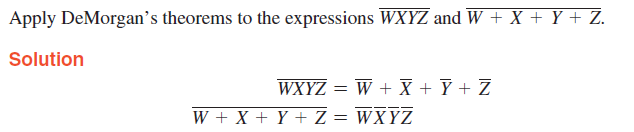 Apply DeMorgan's theorems to the expressions $\overline{WXYZ}$ and $\overline{W + X + Y + Z}$.
Solution
$\overline{WXYZ} = \overline{W} + \overline{X} + \overline{Y} + \overline{Z}$
$\overline{W + X + Y + Z} = \overline{W}\,\overline{X}\,\overline{Y}\,\overline{Z}$